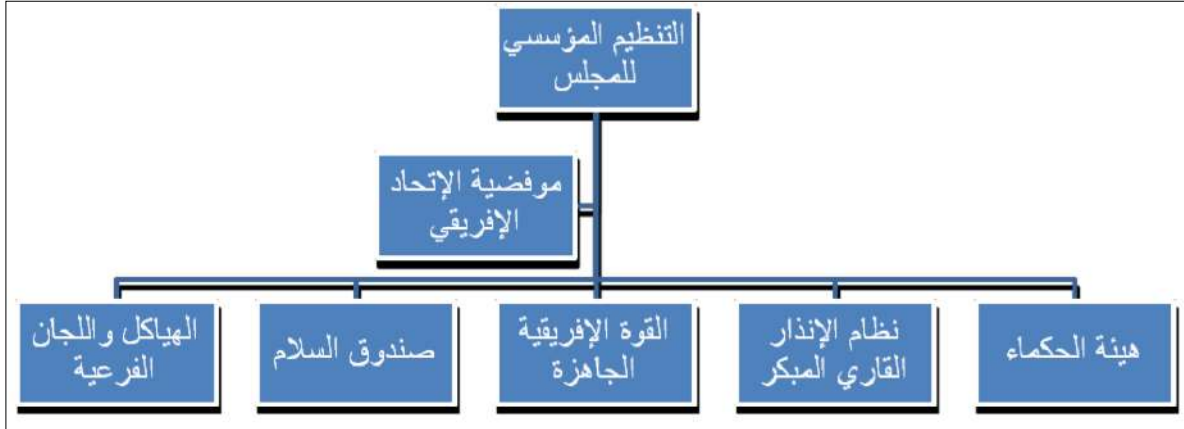 التنظيم المؤسسي
للمجلس
موفضية الإتحاد
الإفريقي
هيئة الحكماء
نظام الإنذار
القاري المبكر
القوة الإفريقية
الجاهزة
صندوق السلام
الهياكل واللجان
الفرعية